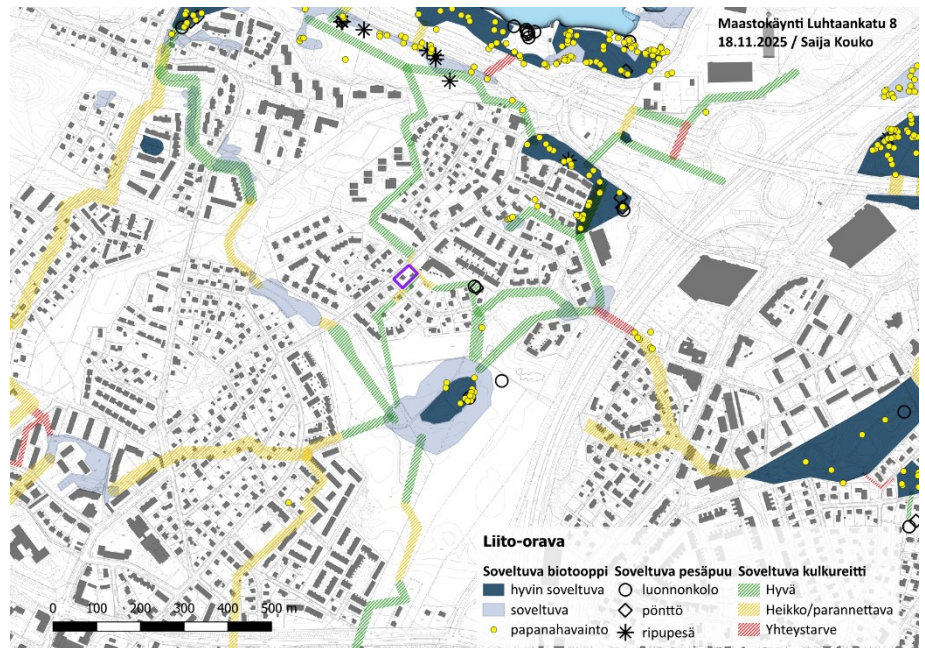 Maastokäynti Luhtaankatu 8
18.11.2025 / Saija Kouko
Liito-orava
Soveltuva biotooppi
hyvin soveltuva
soveltuva
papanahavainto
Soveltuva pesäpuu
luonnonkolo
pönttö
ripupesä
Soveltuva kulkureitti
Hyvä
Heikko/parannettava
Yhteystarve
0 100 200 300 400 500 m